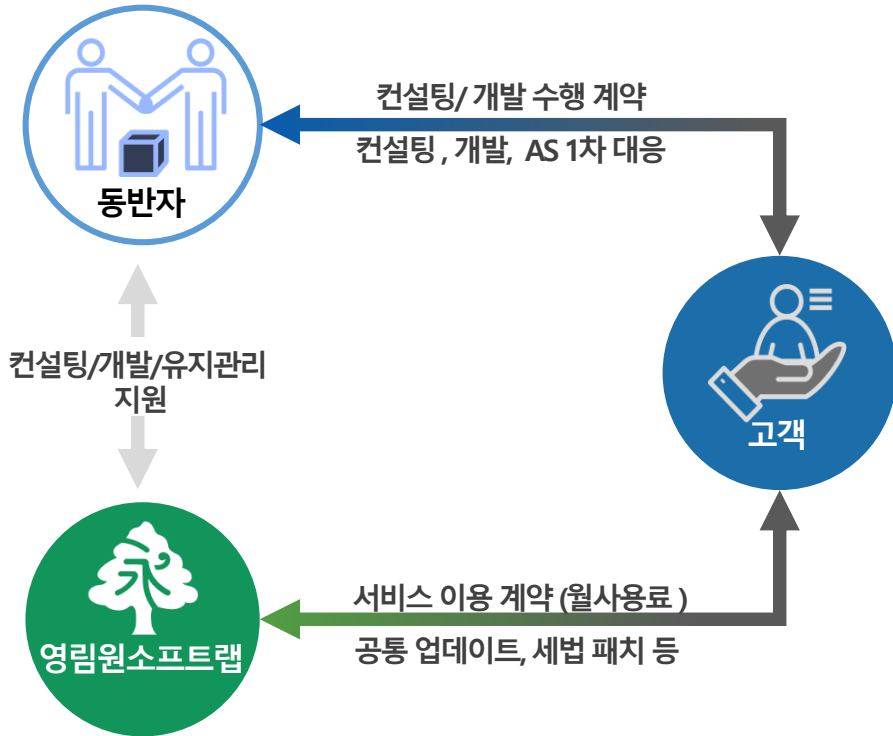 컨설팅/ 개발 수행 계약
컨설팅 , 개발, AS 1차 대응
동반자
컨설팅/개발/유지관리
지원
고객
영림원소프트랩
서비스 이용 계약 (월사용료 )
공통 업데이트, 세법 패치 등